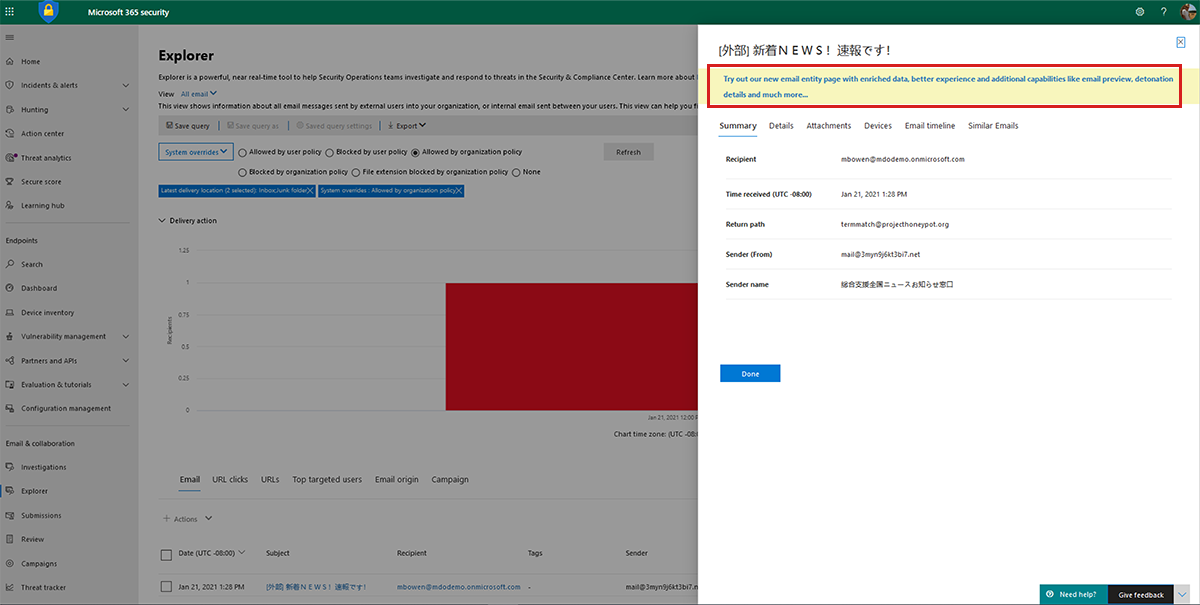 Microsoft 365 security
?
Home
Incidents & alerts
Hunting
Action center
Threat analytics
Secure score
Learning hub
Endpoints
Search
Dashboard
Device inventory
Vulnerability management
Partners and APIs
Evaluation & tutorials
Configuration management
Email & collaboration
Investigations
Explorer
Submissions
Review
Campaigns
Threat tracker
Explorer
Explorer is a powerful, near real-time tool to help Security Operations teams investigate and respond to threats in the Security & Compliance Center. Learn more about
View All email
This view shows information about all email messages sent by external users into your organization, or internal email sent between your users. This view can help you
Save query | Save query as | Saved query settings | Export
System overrides Allowed by user policy Blocked by user policy Allowed by organization policy Refresh
Blocked by organization policy File extension blocked by organization policy None
Latest delivery location (2 selected): Inbox,Junk folder X System overrides : Allowed by organization policy X
Delivery action
1.25
1
0.75
0.5
0.25
0
Recipients
Jan 21, 2021 12:00
Chart time zone: (UTC -08:
Email URL clicks URLs Top targeted users Email origin Campaign
+ Actions
Date (UTC -08:00) Subject Recipient Tags Sender
Jan 21, 2021 1:28 PM [外部] 新着ＮＥＷＳ！速報です！ mbowen@mdodemo.onmicrosoft.com - mail@3myn9j6kt3bi7.n
[外部] 新着ＮＥＷＳ！速報です！
Try out our new email entity page with enriched data, better experience and additional capabilities like email preview, detonation
details and much more...
Summary Details Attachments Devices Email timeline Similar Emails
Recipient mbowen@mdodemo.onmicrosoft.com
Time received (UTC -08:00) Jan 21, 2021 1:28 PM
Return path termmatch@projecthoneypot.org
Sender (From) mail@3myn9j6kt3bi7.net
Sender name 総合支援全国ニュースお知らせ窓口
Done
Need help? Give feedback